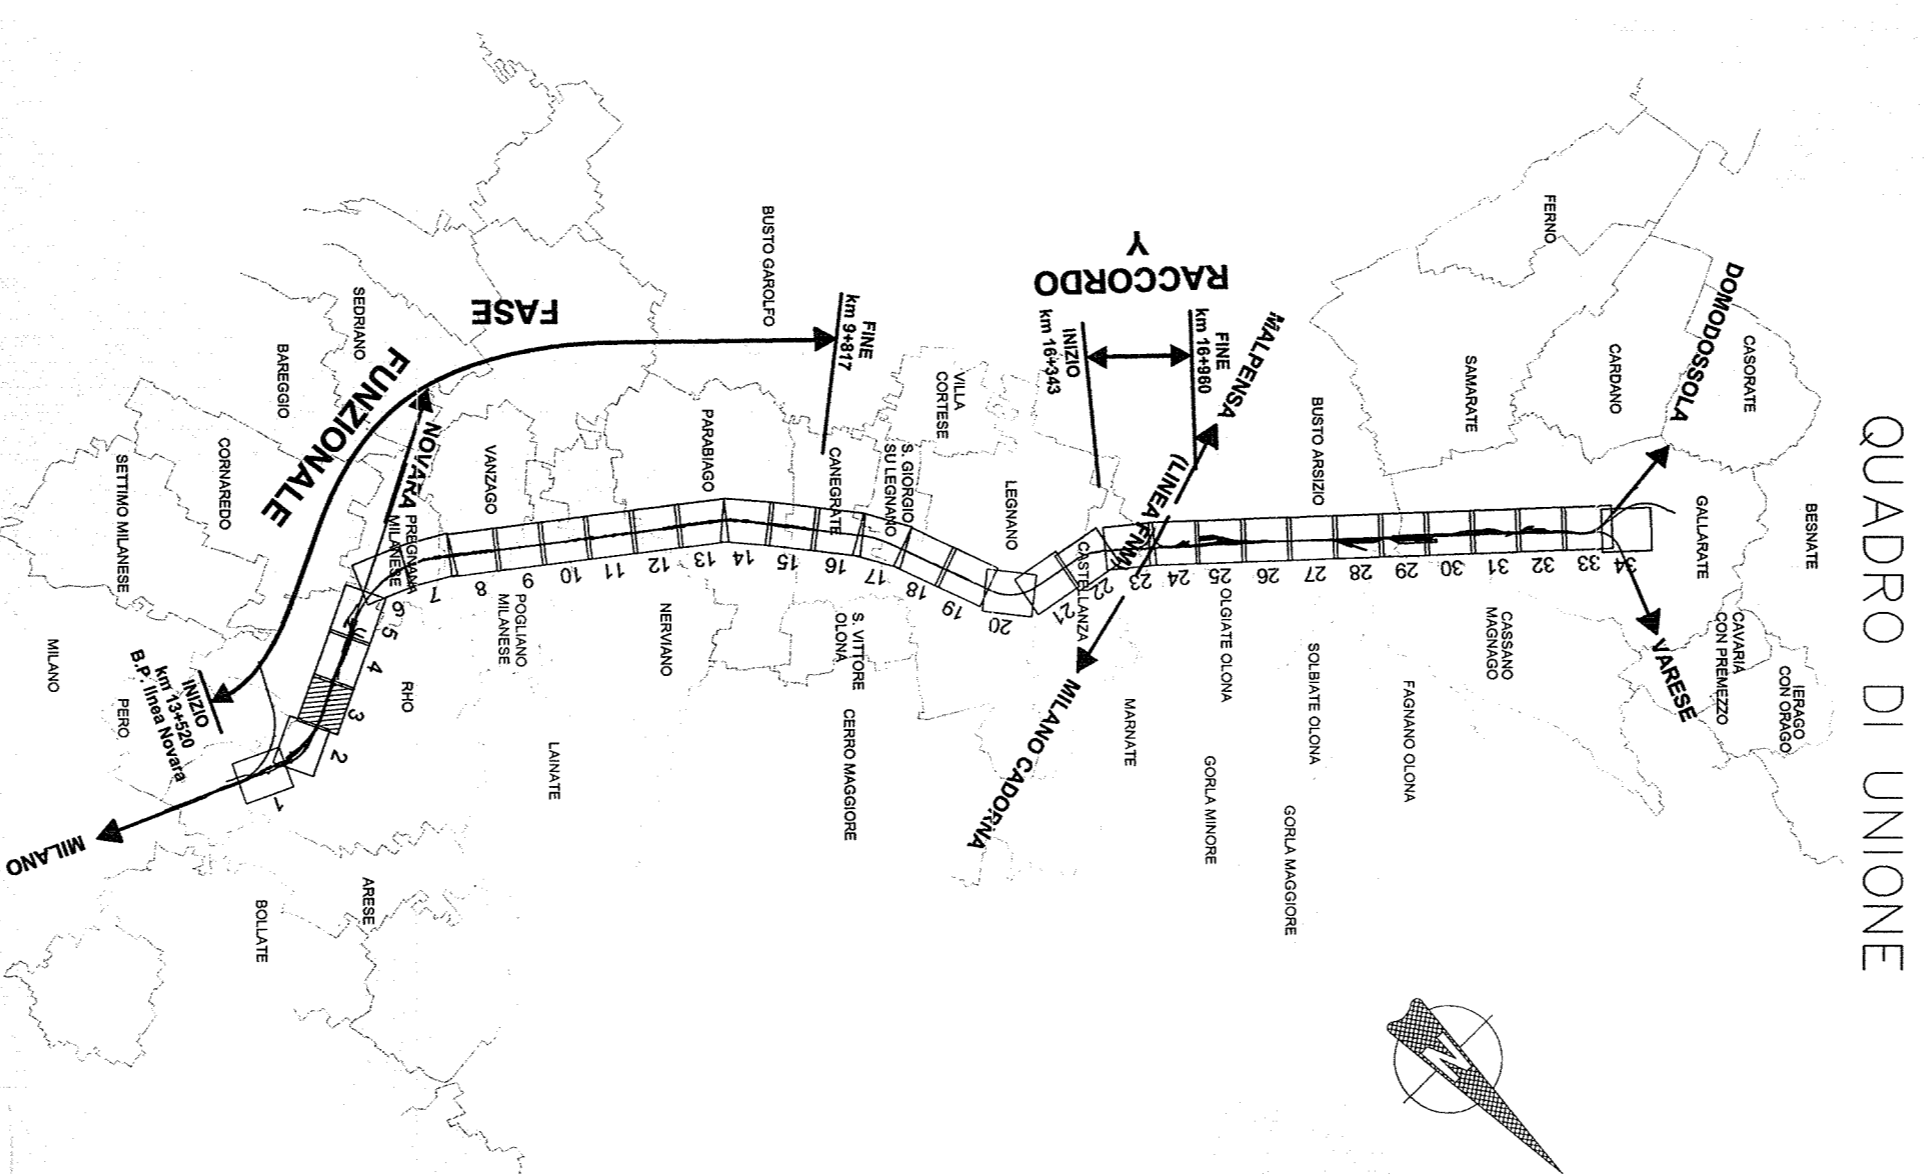 QUADRO DI UNIONE
BESNATE
IERAGO
CON ORAGO
CAVARIA
CON PREMEZZO
GALLARATE
CASORATE
DOMODOSSSOLA
VARESE
CARDANO
FERNO
SAMARATE
CASSANO
MAGNAGO
FAGNANO OLONA
BUSTO ARSIZIO
SOLBIATE OLONA
GORLA MAGGIORE
OLGIATE OLONA
GORLA MINORE
MALPENSA
(LINEA FNM)
MILANO CADORNA
RACCORDO
Y
FINE
km 16+960
INIZIO
km 16+343
MARNATE
CASTELLANZA
LEGNANO
VILLA
CORTESE
S. GIORGIO
SU LEGNANO
CANEGRATE
S. VITTORE
OLONA
CERRO MAGGIORE
FINE
km 9+817
BUSTO GAROLFO
PARABIAGO
NERVIANO
FASE
FUNZIONALE
VANZAGO
POGLIANO
MILANESE
LAINATE
NOVARA
PREGNANA
MILANNESE
RHO
SEDRIANO
BAREGGIO
CORNAREDO
SETTIMO MILANESE
INIZIO
km 13+520
B.P. linea Novara
MILANO
PERO
ARESE
BOLLATE
MILANO
1
2
3
4
5
6
7
8
9
10
11
12
13
14
15
16
17
18
19
20
21
22
23
24
25
26
27
28
29
30
31
32
33
34
N